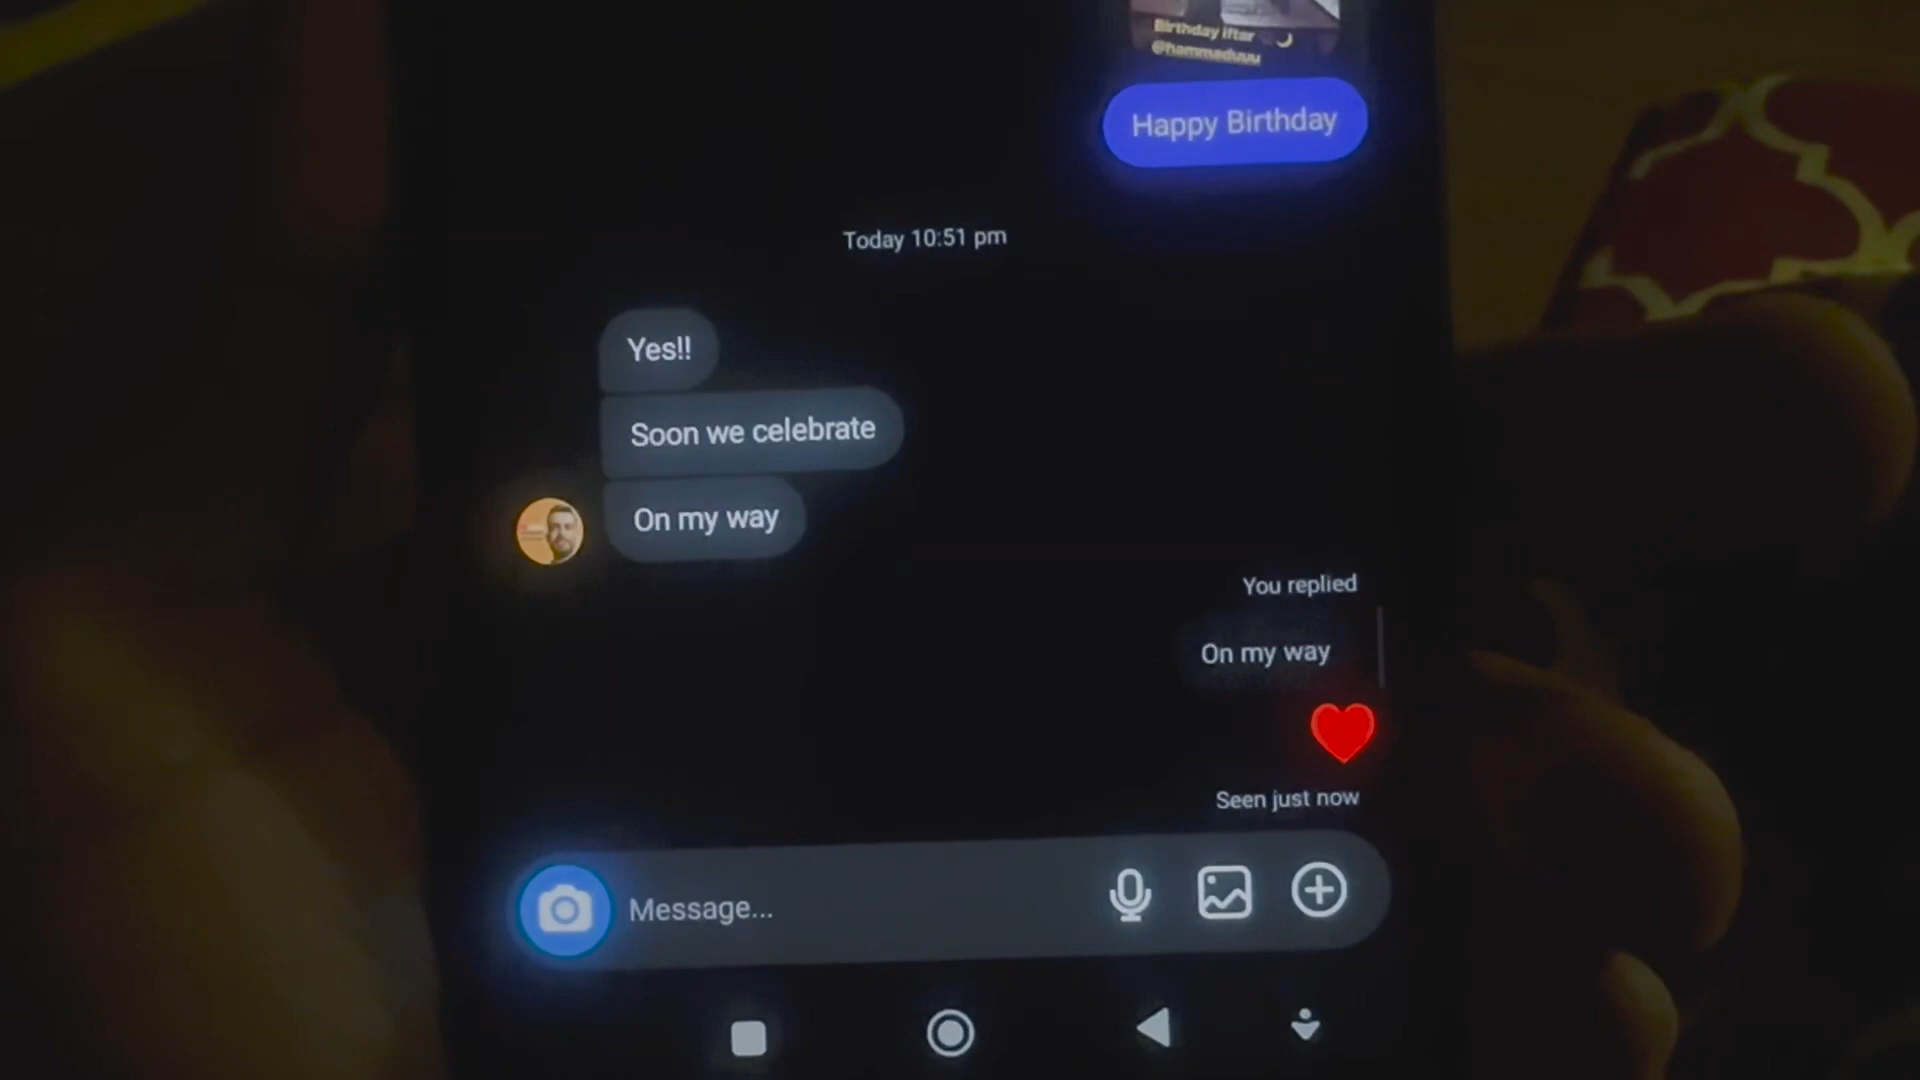 Birthday Iftar
@hammaduuu
Happy Birthday
Today 10:51 pm
Yes!!
Soon we celebrate
On my way
You replied
On my way
Seen just now
Message...